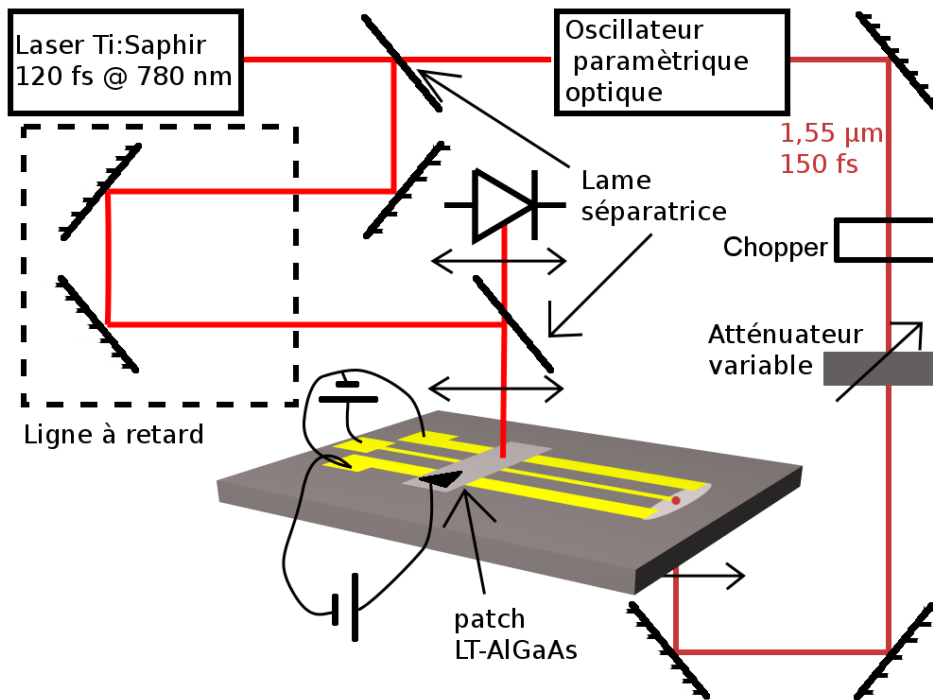 Laser Ti:Saphir
120 fs @ 780 nm
Oscillateur
paramètrique
optique
1,55 µm
150 fs
Lame
séparatrice
Chopper
Atténuateur
variable
Ligne à retard
patch
LT-AlGaAs